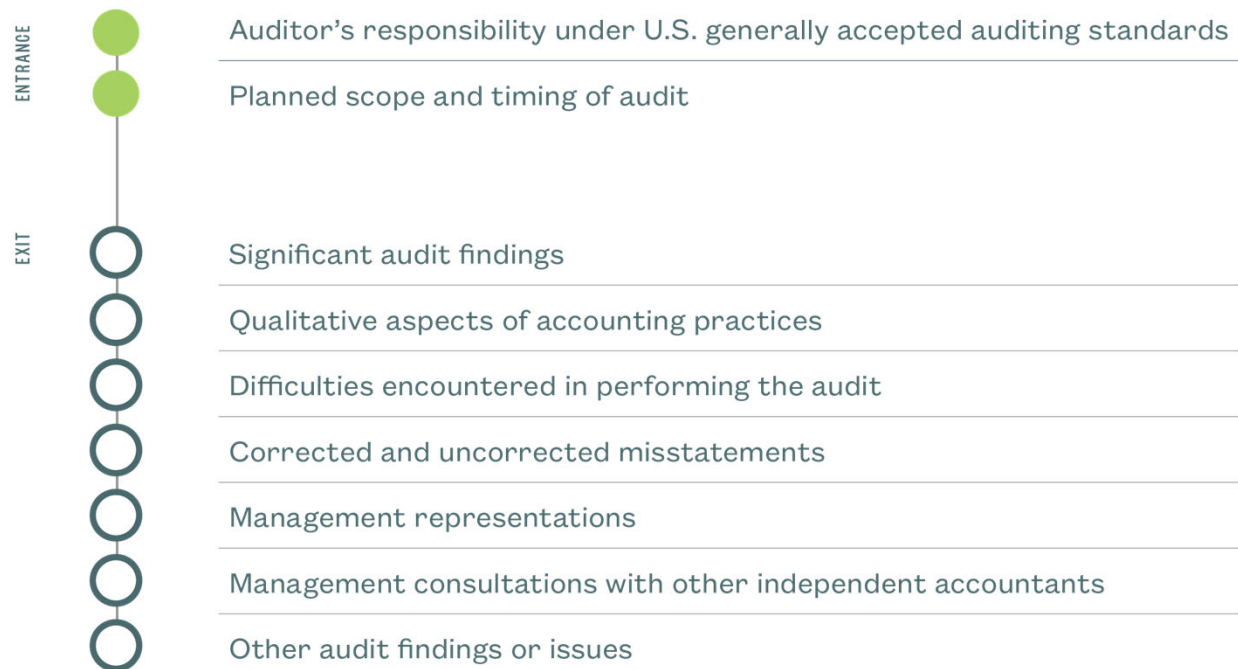 ENTRANCE
Auditor’s responsibility under U.S. generally accepted auditing standards
Planned scope and timing of audit
EXIT
Significant audit findings
Qualitative aspects of accounting practices
Difficulties encountered in performing the audit
Corrected and uncorrected misstatements
Management representations
Management consultations with other independent accountants
Other audit findings or issues